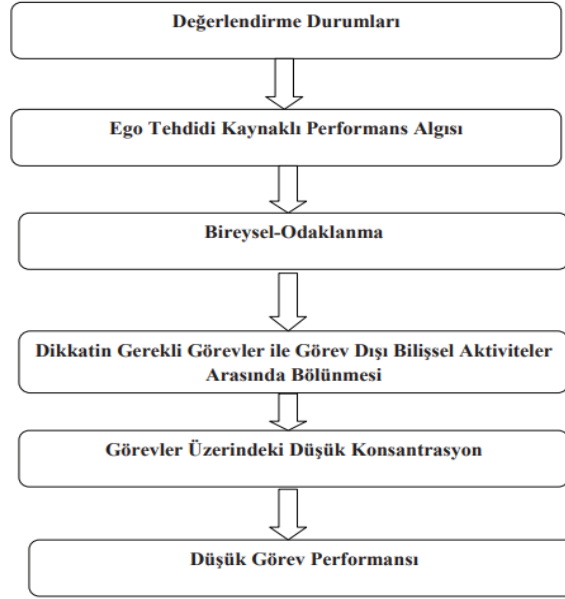 Değerlendirme Durumları
Ego Tehdidi Kaynaklı Performans Algısı
Bireysel-Odaklanma
Dikkatin Gerekli Görevler ile Görev Dışı Bilişsel Aktiviteler
Arasında Bölünmesi
Görevler Üzerindeki Düşük Konsantrasyon
Düşük Görev Performansı